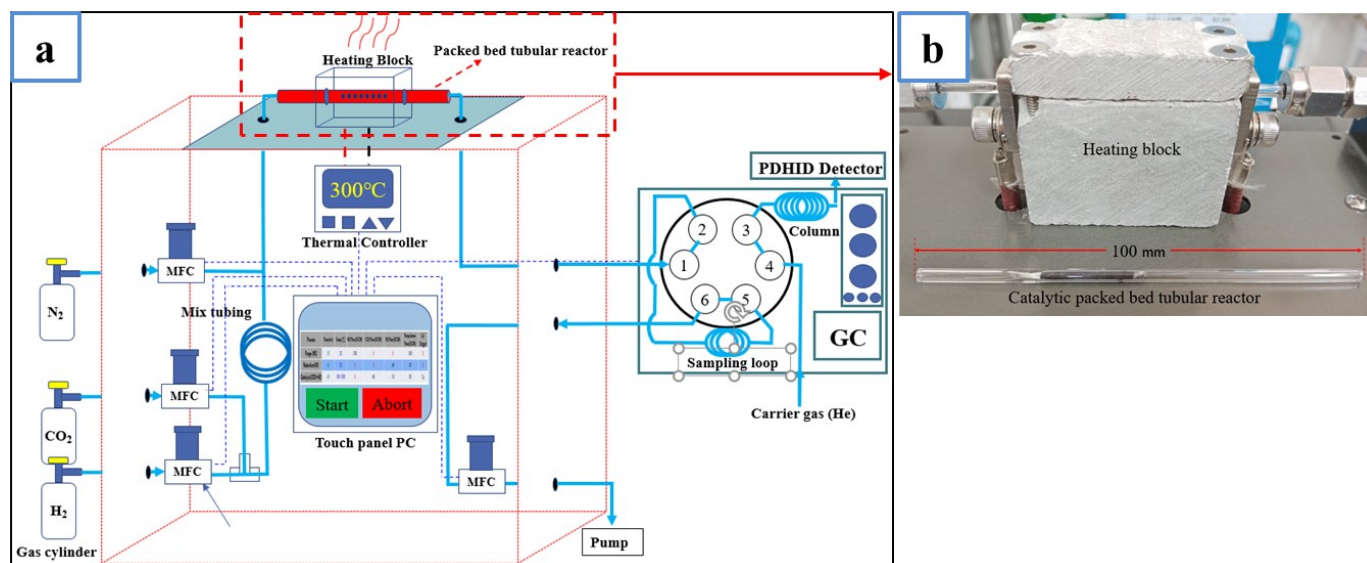 a
Heating Block
Packed bed tubular reactor
300°C
Thermal Controller
MFC
N2
Mix tubing
MFC
CO2
MFC
H2
Gas cylinder
Start
Abort
Touch panel PC
MFC
Pump
PDHID Detector
Column
1
2
3
4
5
6
GC
Sampling loop
Carrier gas (He)
b
Heating block
100 mm
Catalytic packed bed tubular reactor